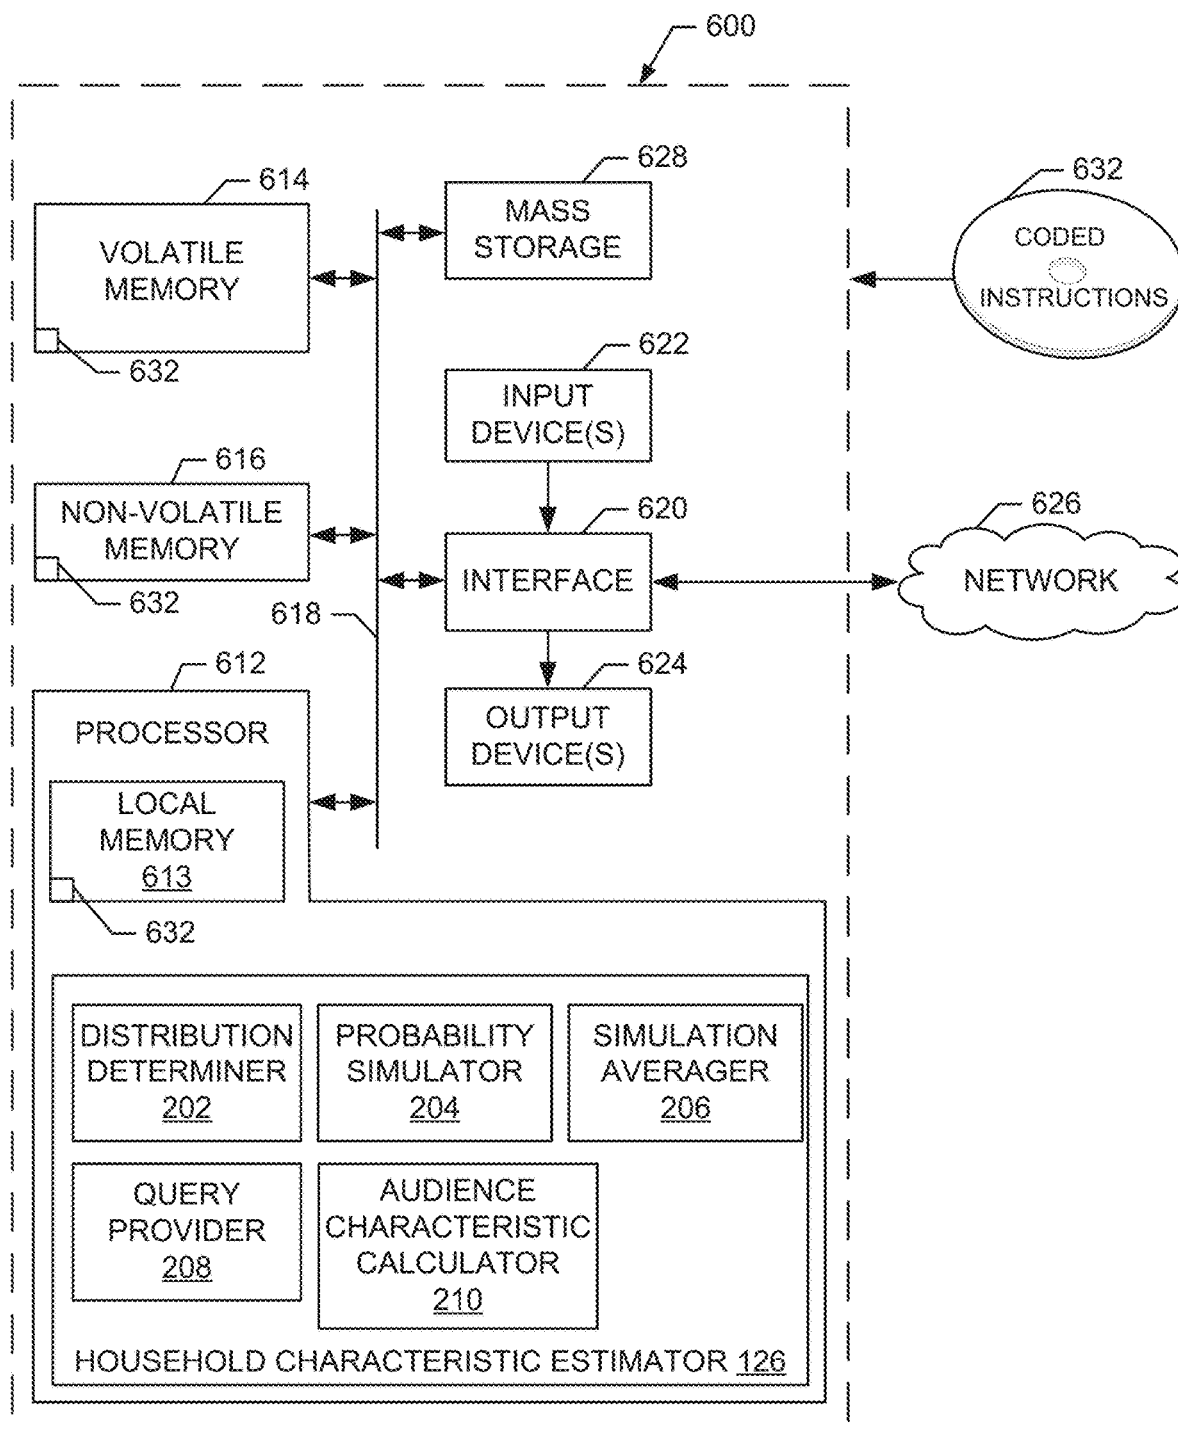 600
614
VOLATILE
MEMORY
632
628
MASS
STORAGE
632
CODED
INSTRUCTIONS
622
INPUT
DEVICE(S)
616
NON-VOLATILE
MEMORY
632
620
INTERFACE
626
NETWORK
618
624
OUTPUT
DEVICE(S)
612
PROCESSOR
LOCAL
MEMORY
613
632
DISTRIBUTION
DETERMINER
202
PROBABILITY
SIMULATOR
204
SIMULATION
AVERAGER
206
QUERY
PROVIDER
208
AUDIENCE
CHARACTERISTIC
CALCULATOR
210
HOUSEHOLD CHARACTERISTIC ESTIMATOR 126